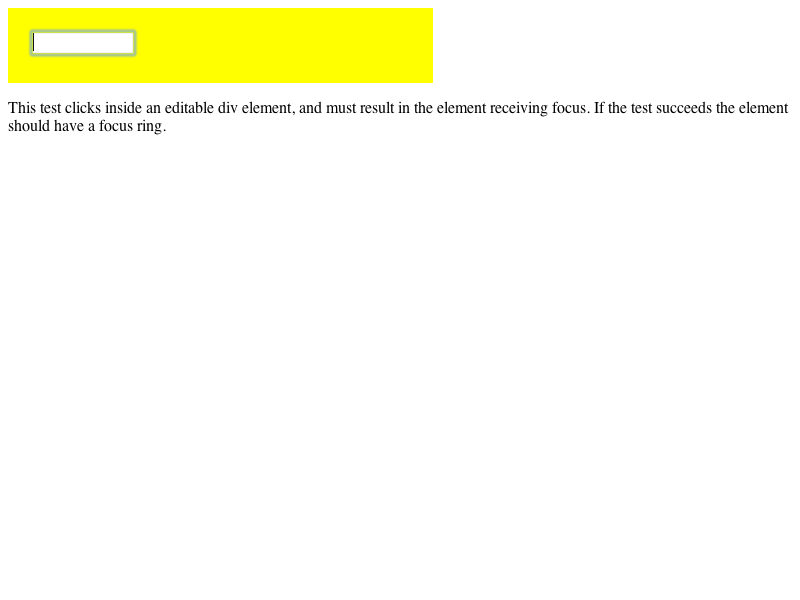 This test clicks inside an editable div element, and must result in the element receiving focus. If the test succeeds the element
should have a focus ring.